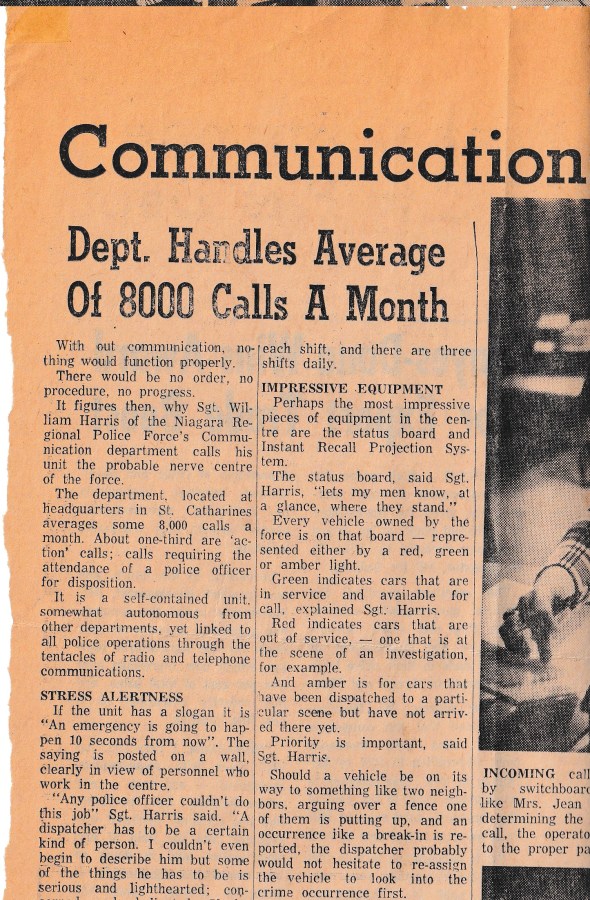 Communication
Dept. Handles Average
Of 8000 Calls A Month
With out communication, no-
thing would function properly.
There would be no order, no
procedure, no progress.
It figures then, why Sgt. Wil-
liam Harris of the Niagara Re-
gional Police Force's Commu-
nication department calls his
unit the probable nerve centre
of the force.
The department, located at
headquarters in St. Catharines
averages some 8,000 calls a
month. About one-third are 'ac-
tion' calls; calls requiring the
attendance of a police officer
for disposition.
It is a self-contained unit,
somewhat autonomous from
other departments, yet linked to
all police operations through the
tentacles of radio and telephone
communications.
STRESS ALERTNESS
If the unit has a slogan it is
"An emergency is going to hap-
pen 10 seconds from now". The
saying is posted on a wall,
clearly in view of personnel who
work in the centre.
"Any police officer couldn't do
this job" Sgt. Harris said. "A
dispatcher has to be a certain
kind of person. I couldn't even
begin to describe him but some
of the things he has to be is
serious and lighthearted; con-
each shift, and there are three
shifts daily.
IMPRESSIVE EQUIPMENT
Perhaps the most impressive
pieces of equipment in the cen-
tre are the status board and
Instant Recall Projection Sys-
tem.
The status board, said Sgt.
Harris, "lets my men know, at
a glance, where they stand."
Every vehicle owned by the
force is on that board — repre-
sented either by a red, green
or amber light.
Green indicates cars that are
in service and available for
call, explained Sgt. Harris.
Red indicates cars that are
out of service, — one that is at
the scene of an investigation,
for example.
And amber is for cars that
have been dispatched to a parti-
cular scene but have not arriv-
ed there yet.
Priority is important, said
Sgt. Harris.
Should a vehicle be on its
way to something like two neigh-
bors, arguing over a fence one
of them is putting up, and an
occurrence like a break-in is re-
ported, the dispatcher probably
would not hesitate to re-assign
the vehicle to look into the
crime occurrence first.
INCOMING call
by switchboard
like Mrs. Jean
determining the
call, the operato
to the proper pa